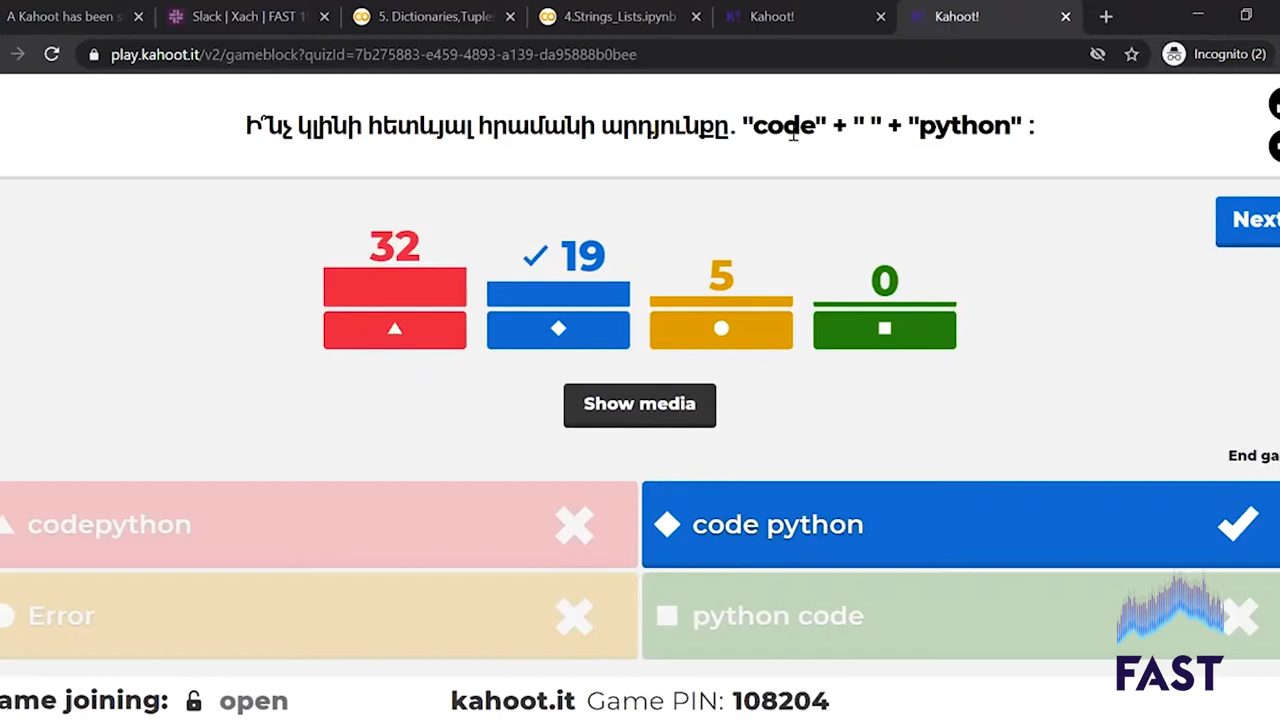 A Kahoot has been s
Slack | Xach | FAST 1
5. Dictionaries,Tuple
4.Strings_Lists.ipynb
Kahoot!
Kahoot!
play.kahoot.it/v2/gameblock?quizId=7b275883-e459-4893-a139-da95888b0bee
Incognito (2)
Ի՞նչ կլինի հետևյալ հրամանի արդյունքը. "code" + " " + "python" :
Next
32
19
5
0
Show media
End ga
codepython
code python
Error
python code
FAST
ame joining: open
kahoot.it Game PIN: 108204